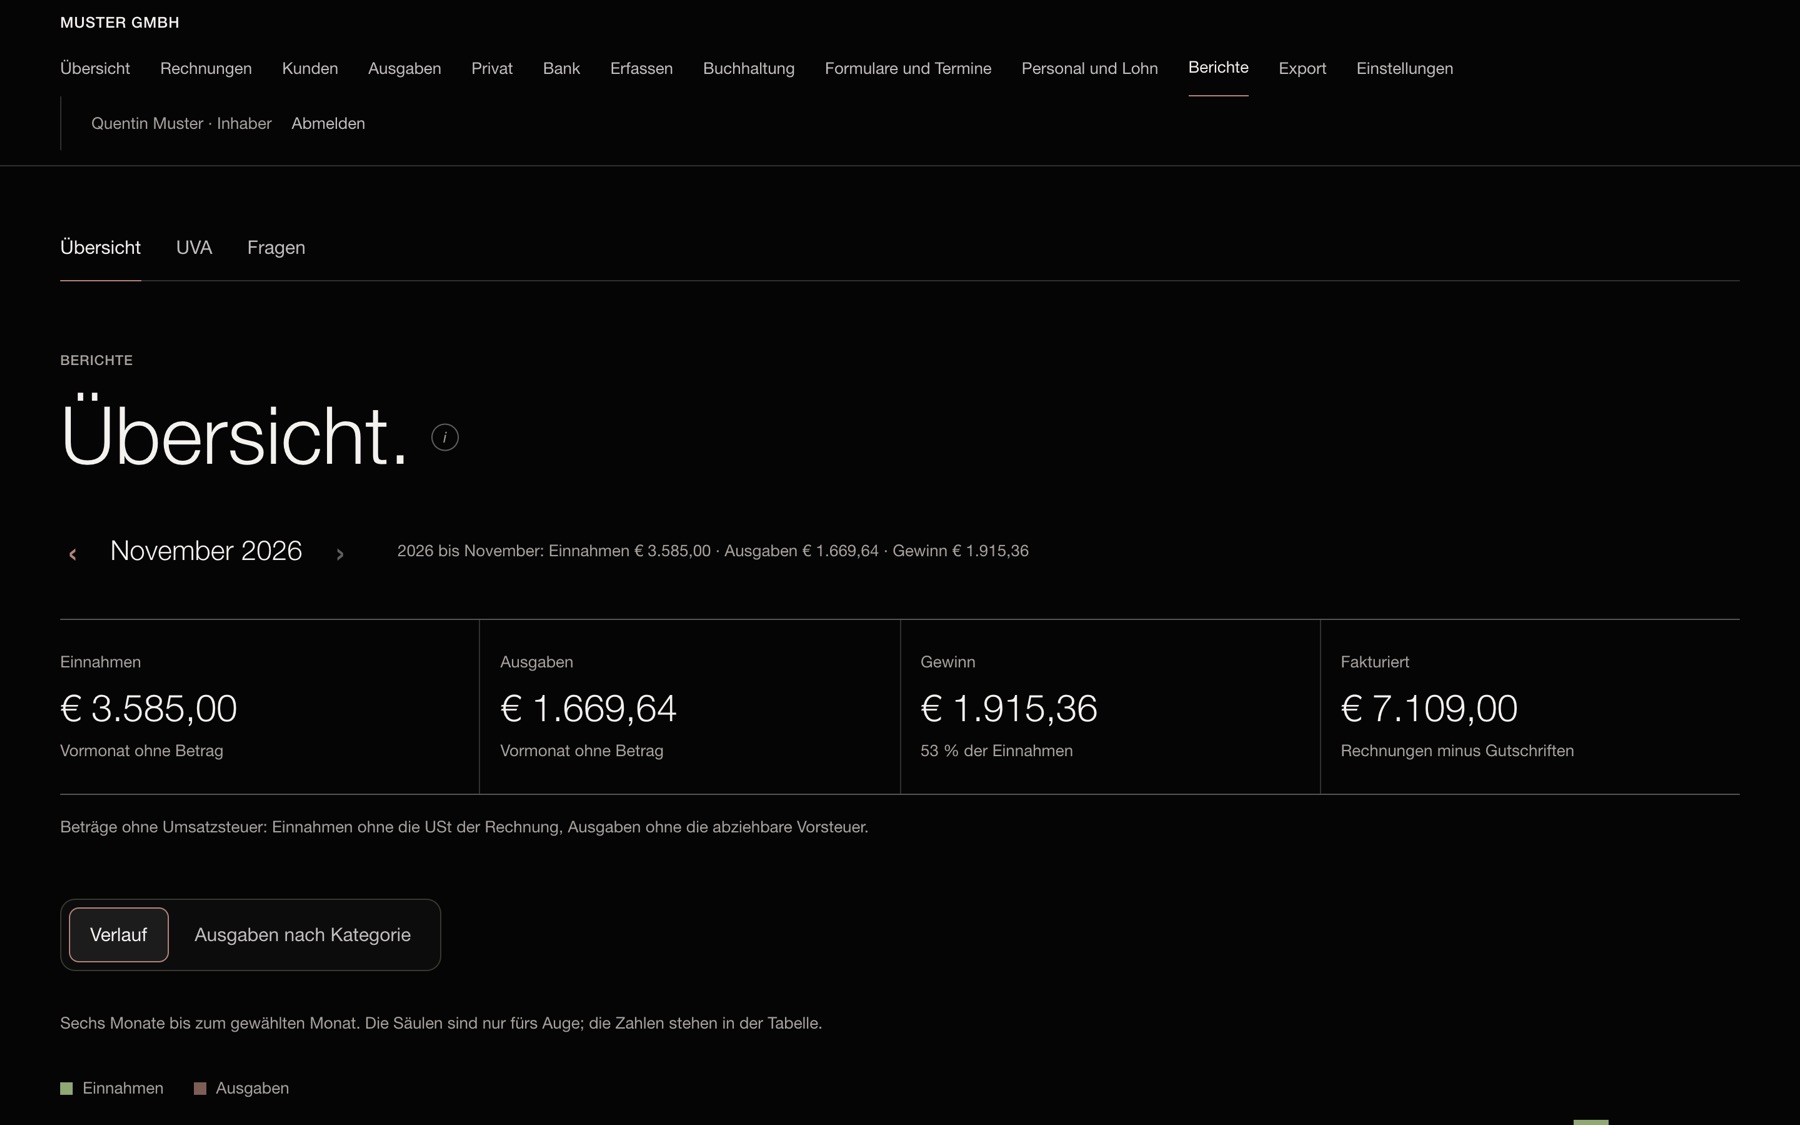 MUSTER GMBH
Übersicht Rechnungen Kunden Ausgaben Privat Bank Erfassen Buchhaltung Formulare und Termine Personal und Lohn Berichte Export Einstellungen
Quentin Muster · Inhaber Abmelden
Übersicht UVA Fragen
BERICHTE
Übersicht. i
‹ November 2026 › 2026 bis November: Einnahmen € 3.585,00 · Ausgaben € 1.669,64 · Gewinn € 1.915,36
Einnahmen Ausgaben Gewinn Fakturiert
€ 3.585,00 € 1.669,64 € 1.915,36 € 7.109,00
Vormonat ohne Betrag Vormonat ohne Betrag 53 % der Einnahmen Rechnungen minus Gutschriften
Beträge ohne Umsatzsteuer: Einnahmen ohne die USt der Rechnung, Ausgaben ohne die abziehbare Vorsteuer.
Verlauf Ausgaben nach Kategorie
Sechs Monate bis zum gewählten Monat. Die Säulen sind nur fürs Auge; die Zahlen stehen in der Tabelle.
Einnahmen Ausgaben